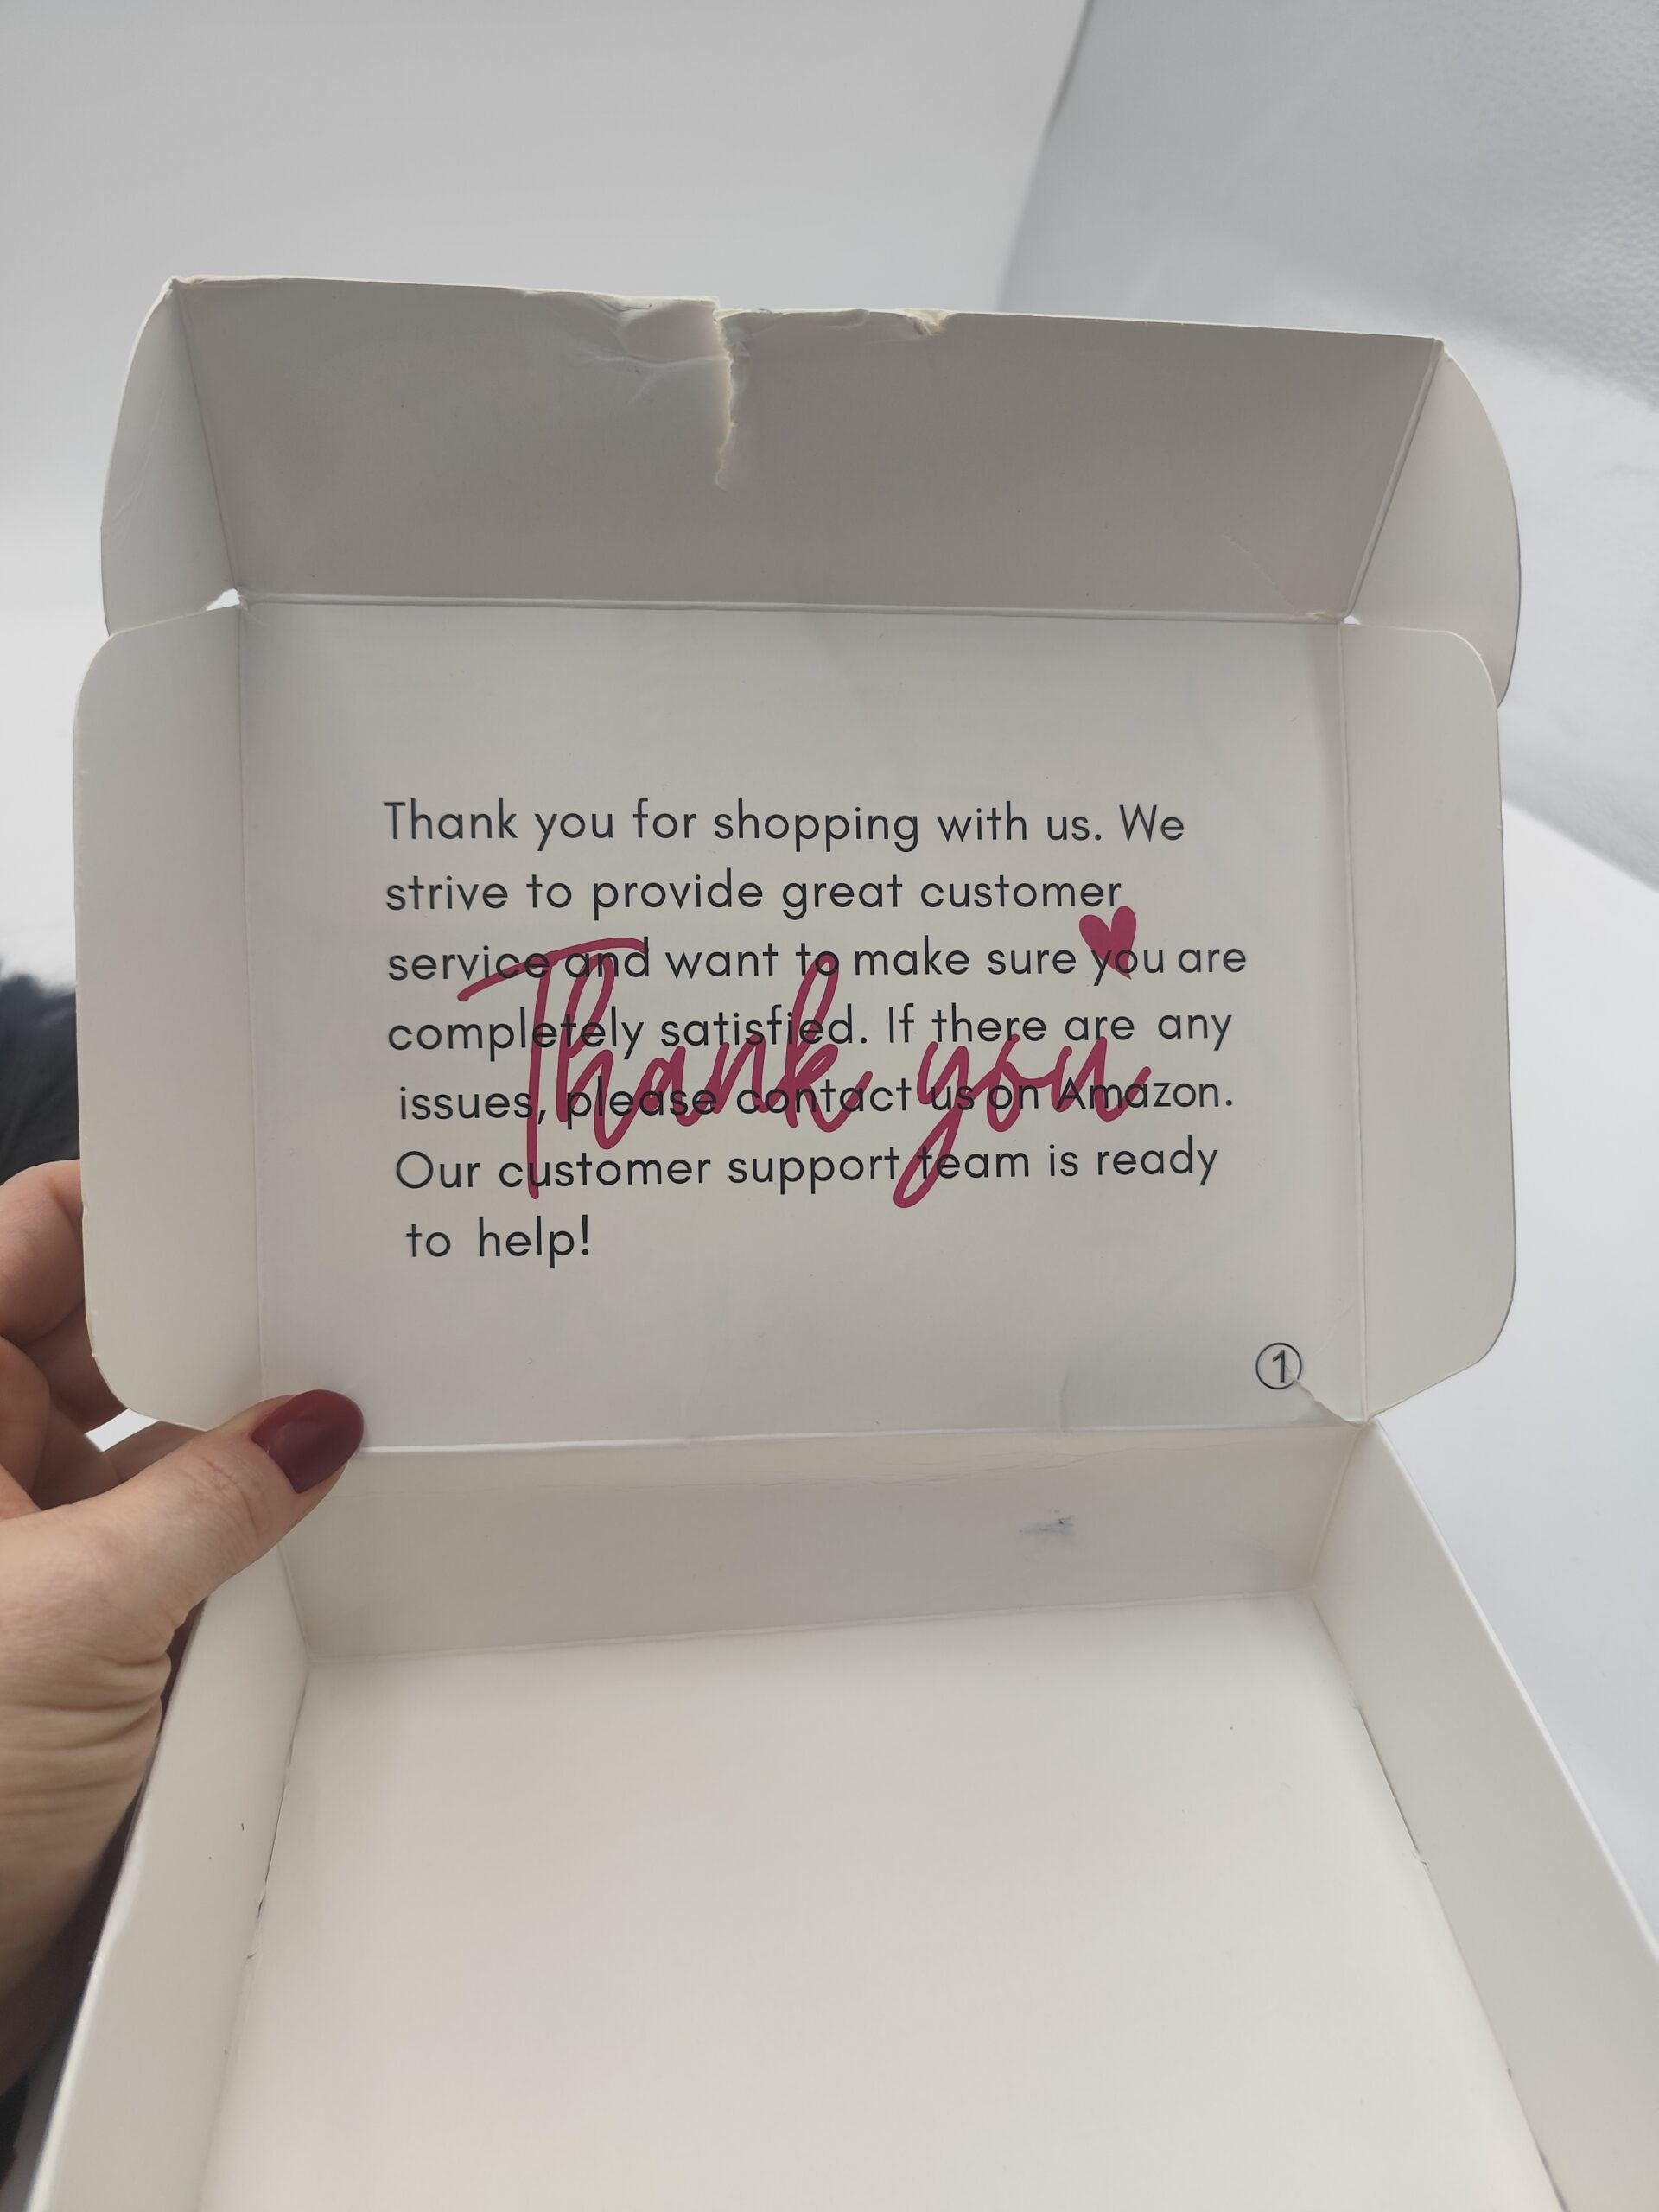 Thank you for shopping with us. We
strive to provide great customer
service and want to make sure you are
completely satisfied. If there are any
issues, please contact us on Amazon.
Our customer support team is ready
to help!
Thank you
①